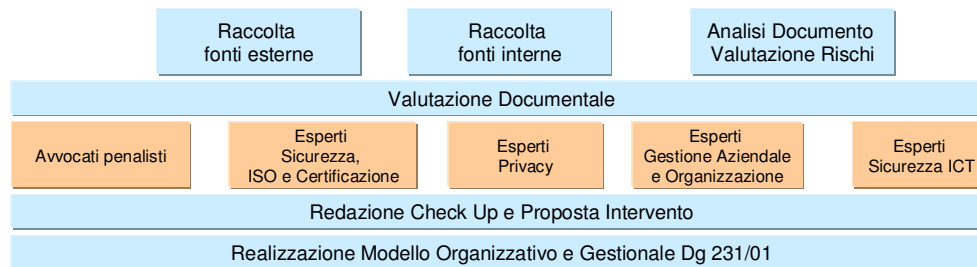 Raccolta
fonti esterne
Raccolta
fonti interne
Analisi Documento
Valutazione Rischi
Valutazione Documentale
Avvocati penalisti
Esperti
Sicurezza,
ISO e Certificazione
Esperti
Privacy
Esperti
Gestione Aziendale
e Organizzazione
Esperti
Sicurezza ICT
Redazione Check Up e Proposta Intervento
Realizzazione Modello Organizzativo e Gestionale Dg 231/01